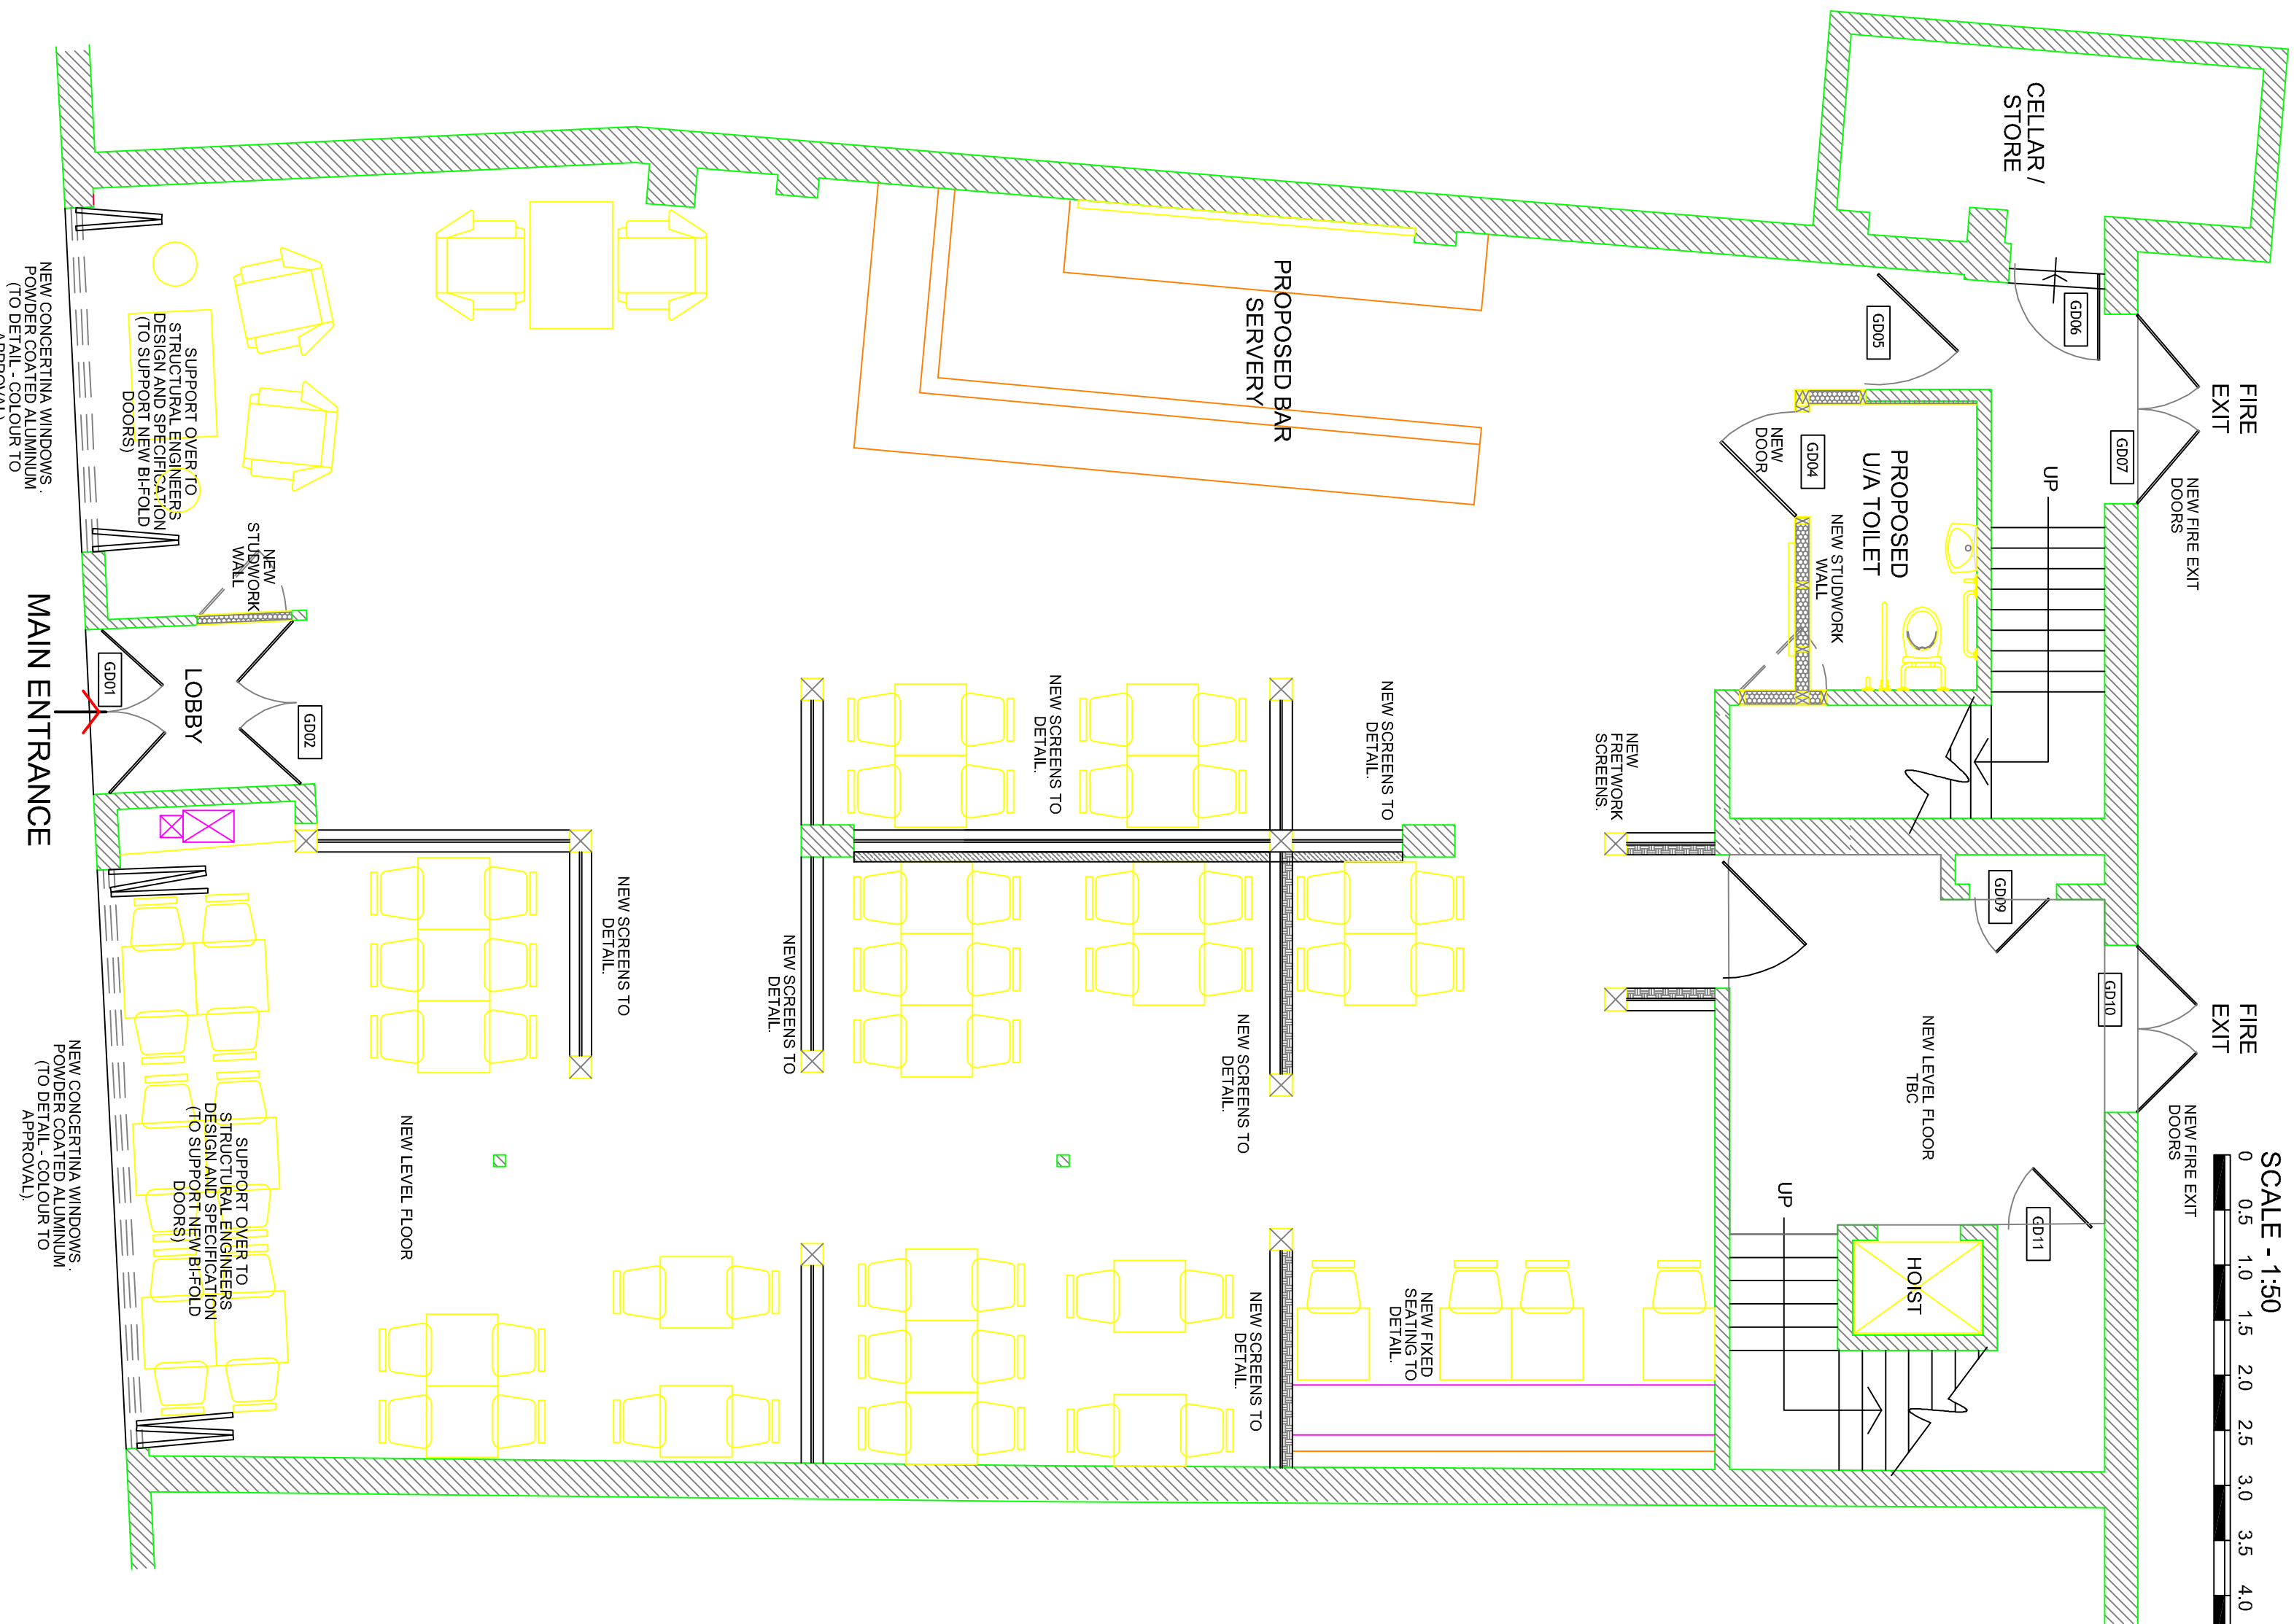 CELLAR /
STORE
FIRE
EXIT
NEW FIRE EXIT
DOORS
FIRE
EXIT
NEW FIRE EXIT
DOORS
SCALE - 1:50
0 0.5 1.0 1.5 2.0 2.5 3.0 3.5 4.0
GD06
GD07
GD05
UP
GD04
NEW
DOOR
PROPOSED
U/A TOILET
NEW STUDWORK
WALL
GD09
GD10
NEW LEVEL FLOOR
TBC
GD11
HOIST
UP
NEW
FRETWORK
SCREENS.
PROPOSED BAR
SERVERY
NEW SCREENS TO
DETAIL.
NEW SCREENS TO
DETAIL.
NEW SCREENS TO
DETAIL.
NEW SCREENS TO
DETAIL.
NEW FIXED
SEATING TO
DETAIL.
NEW SCREENS TO
DETAIL.
NEW SCREENS TO
DETAIL.
NEW LEVEL FLOOR
GD02
LOBBY
GD01
NEW
STUDWORK
WALL
SUPPORT OVER TO
STRUCTURAL ENGINEERS
DESIGN AND SPECIFICATION
(TO SUPPORT NEW BI-FOLD
DOORS)
SUPPORT OVER TO
STRUCTURAL ENGINEERS
DESIGN AND SPECIFICATION
(TO SUPPORT NEW BI-FOLD
DOORS)
NEW CONCERTINA WINDOWS .
POWDER COATED ALUMINUM
(TO DETAIL - COLOUR TO
APPROVAL).
MAIN ENTRANCE
NEW CONCERTINA WINDOWS .
POWDER COATED ALUMINUM
(TO DETAIL - COLOUR TO
APPROVAL).